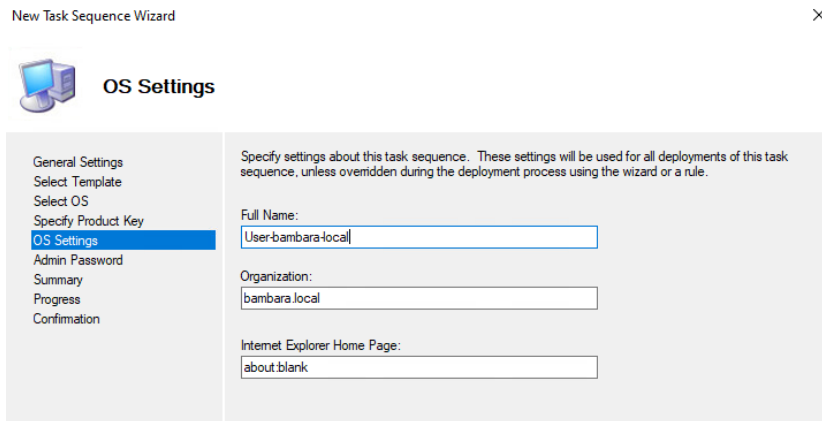 New Task Sequence Wizard
OS Settings
General Settings
Select Template
Select OS
Specify Product Key
OS Settings
Admin Password
Summary
Progress
Confirmation
Specify settings about this task sequence. These settings will be used for all deployments of this task
sequence, unless overridden during the deployment process using the wizard or a rule.
Full Name:
User-bambara-local
Organization:
bambara.local
Internet Explorer Home Page:
about:blank